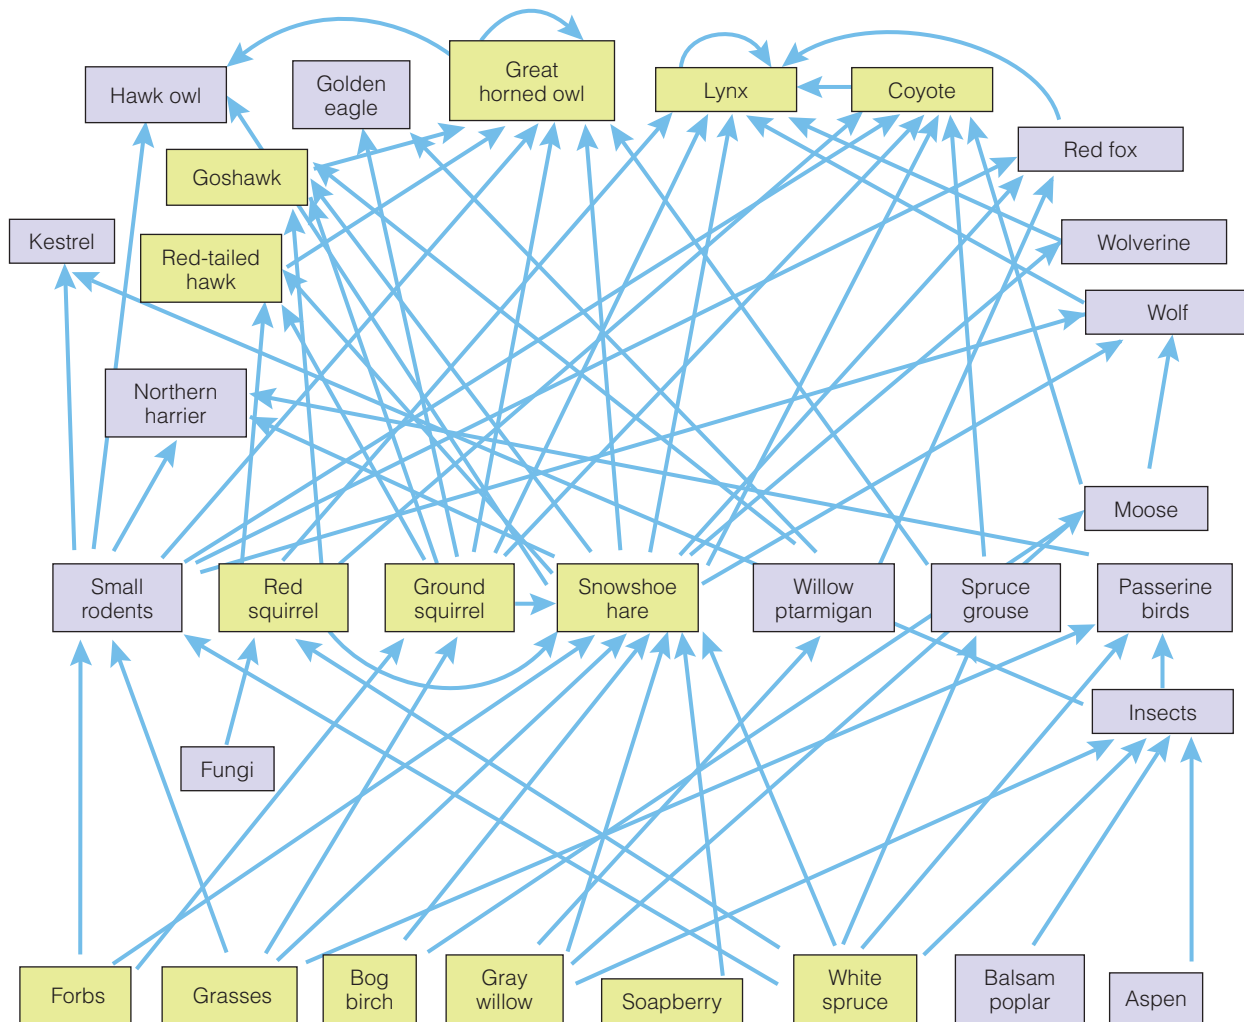 Hawk owl
Golden
eagle
Great
horned owl
Lynx
Coyote
Red fox
Goshawk
Kestrel
Red-tailed
hawk
Wolverine
Wolf
Northern
harrier
Moose
Small
rodents
Red
squirrel
Ground
squirrel
Snowshoe
hare
Willow
ptarmigan
Spruce
grouse
Passerine
birds
Insects
Fungi
Forbs
Grasses
Bog
birch
Gray
willow
Soapberry
White
spruce
Balsam
poplar
Aspen